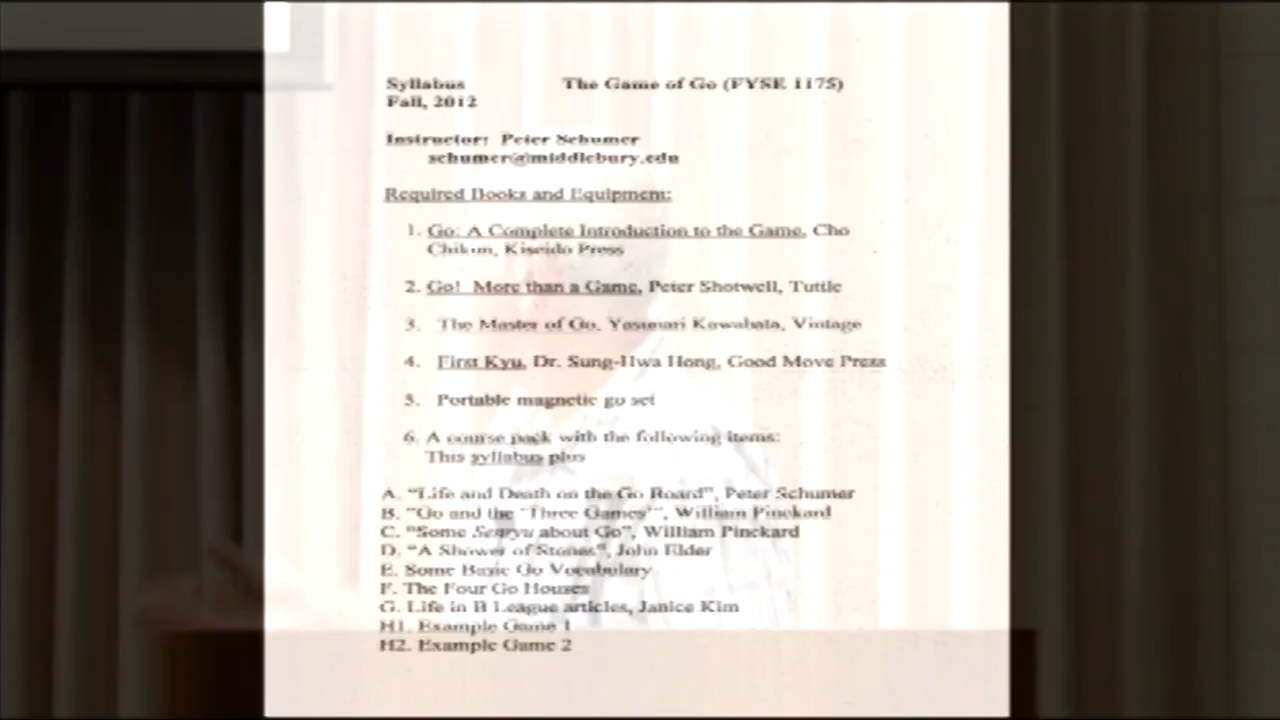 Syllabus The Game of Go (FYSE 1175)
Fall, 2012
Instructor: Peter Schumer
schumer@middlebury.edu
Required Books and Equipment:
1. Go: A Complete Introduction to the Game, Cho
Chikun, Kiseido Press
2. Go! More than a Game, Peter Shotwell, Tuttle
3. The Master of Go, Yasunari Kawabata, Vintage
4. First Kyu, Dr. Sung-Hwa Hong, Good Move Press
5. Portable magnetic go set
6. A course pack with the following items:
This syllabus plus
A. "Life and Death on the Go Board", Peter Schumer
B. "Go and the 'Three Games'", William Pinckard
C. "Some Senryu about Go", William Pinckard
D. "A Shower of Stones", John Elder
E. Some Basic Go Vocabulary
F. The Four Go Houses
G. Life in B League articles, Janice Kim
H1. Example Game 1
H2. Example Game 2